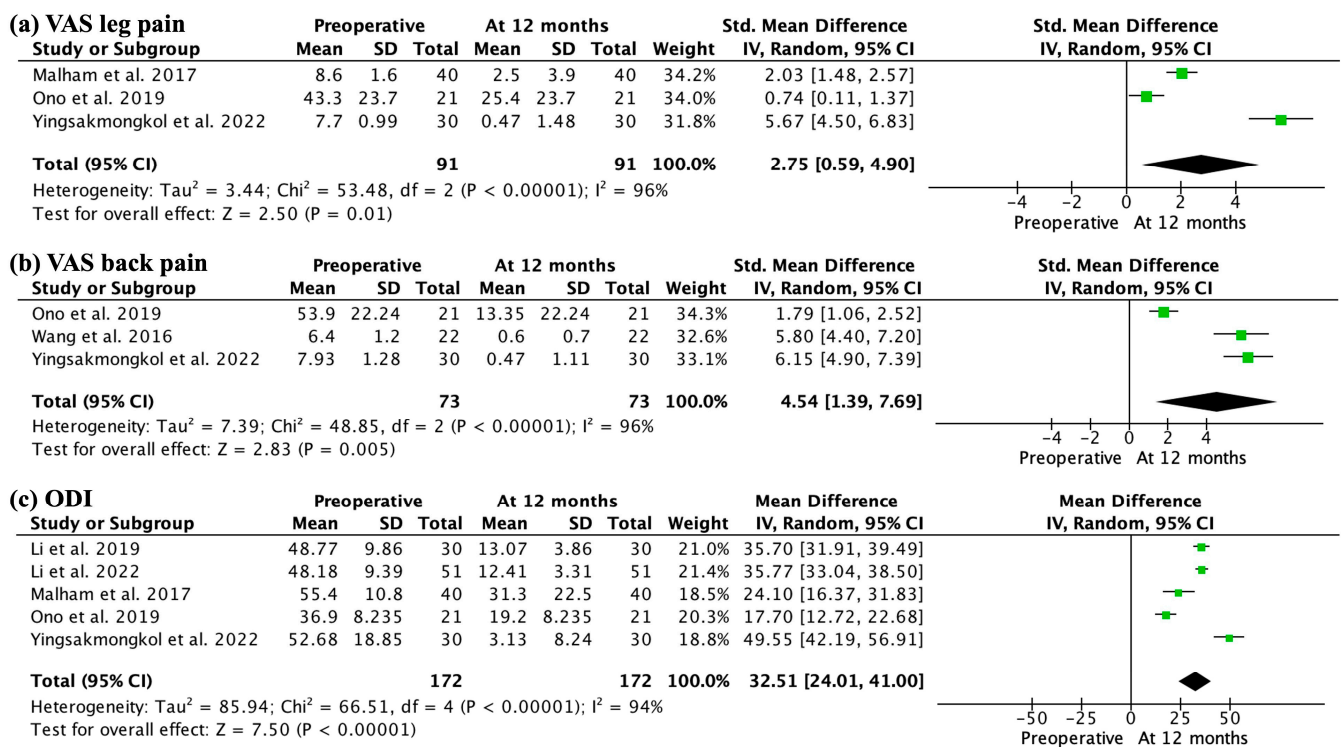 (a) VAS leg pain Preoperative At 12 months Std. Mean Difference Std. Mean Difference
Study or Subgroup Mean SD Total Mean SD Total Weight IV, Random, 95% CI IV, Random, 95% CI
Malham et al. 2017 8.6 1.6 40 2.5 3.9 40 34.2% 2.03 [1.48, 2.57]
Ono et al. 2019 43.3 23.7 21 25.4 23.7 21 34.0% 0.74 [0.11, 1.37]
Yingsakmongkol et al. 2022 7.7 0.99 30 0.47 1.48 30 31.8% 5.67 [4.50, 6.83]
Total (95% CI) 91 91 100.0% 2.75 [0.59, 4.90]
Heterogeneity: Tau² = 3.44; Chi² = 53.48, df = 2 (P < 0.00001); I² = 96%
Test for overall effect: Z = 2.50 (P = 0.01)
−4 −2 0 2 4
Preoperative At 12 months
(b) VAS back pain Preoperative At 12 months Std. Mean Difference Std. Mean Difference
Study or Subgroup Mean SD Total Mean SD Total Weight IV, Random, 95% CI IV, Random, 95% CI
Ono et al. 2019 53.9 22.24 21 13.35 22.24 21 34.3% 1.79 [1.06, 2.52]
Wang et al. 2016 6.4 1.2 22 0.6 0.7 22 32.6% 5.80 [4.40, 7.20]
Yingsakmongkol et al. 2022 7.93 1.28 30 0.47 1.11 30 33.1% 6.15 [4.90, 7.39]
Total (95% CI) 73 73 100.0% 4.54 [1.39, 7.69]
Heterogeneity: Tau² = 7.39; Chi² = 48.85, df = 2 (P < 0.00001); I² = 96%
Test for overall effect: Z = 2.83 (P = 0.005)
−4 −2 0 2 4
Preoperative At 12 months
(c) ODI Preoperative At 12 months Mean Difference Mean Difference
Study or Subgroup Mean SD Total Mean SD Total Weight IV, Random, 95% CI IV, Random, 95% CI
Li et al. 2019 48.77 9.86 30 13.07 3.86 30 21.0% 35.70 [31.91, 39.49]
Li et al. 2022 48.18 9.39 51 12.41 3.31 51 21.4% 35.77 [33.04, 38.50]
Malham et al. 2017 55.4 10.8 40 31.3 22.5 40 18.5% 24.10 [16.37, 31.83]
Ono et al. 2019 36.9 8.235 21 19.2 8.235 21 20.3% 17.70 [12.72, 22.68]
Yingsakmongkol et al. 2022 52.68 18.85 30 3.13 8.24 30 18.8% 49.55 [42.19, 56.91]
Total (95% CI) 172 172 100.0% 32.51 [24.01, 41.00]
Heterogeneity: Tau² = 85.94; Chi² = 66.51, df = 4 (P < 0.00001); I² = 94%
Test for overall effect: Z = 7.50 (P < 0.00001)
−50 −25 0 25 50
Preoperative At 12 months